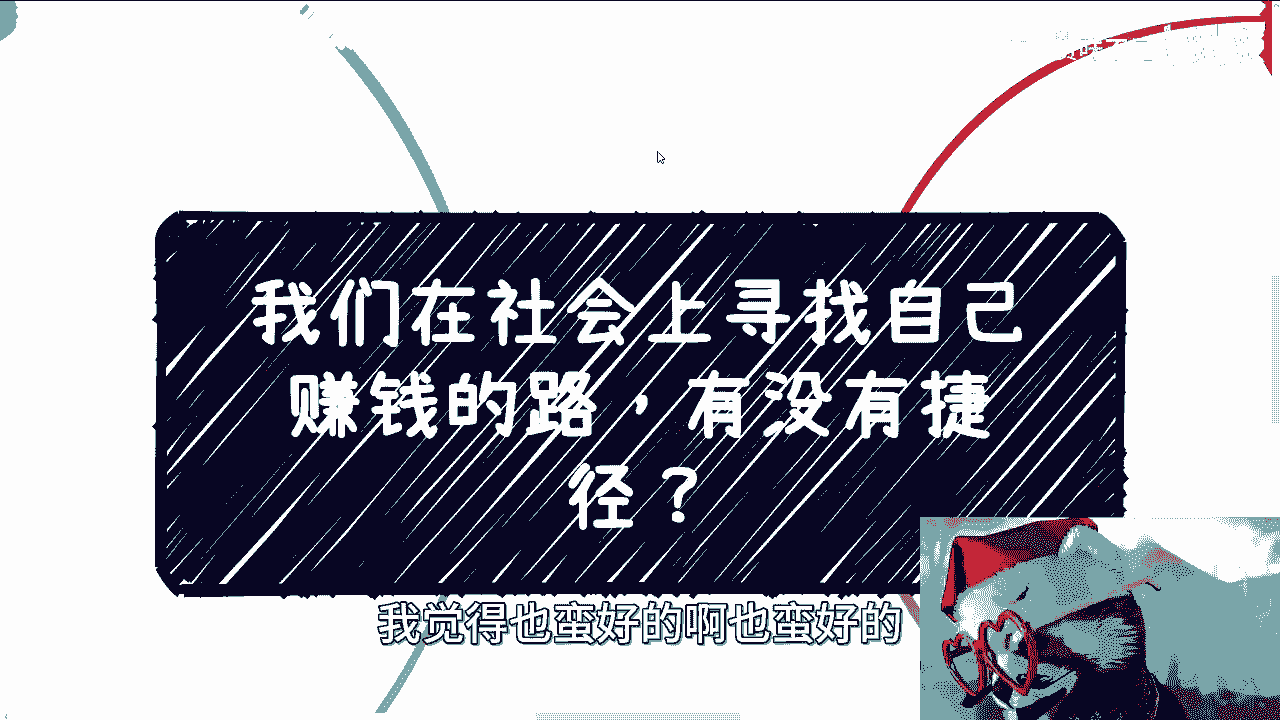 我们在社会上寻找自己
赚钱的路，有没有捷
径？
我觉得也蛮好的啊也蛮好的